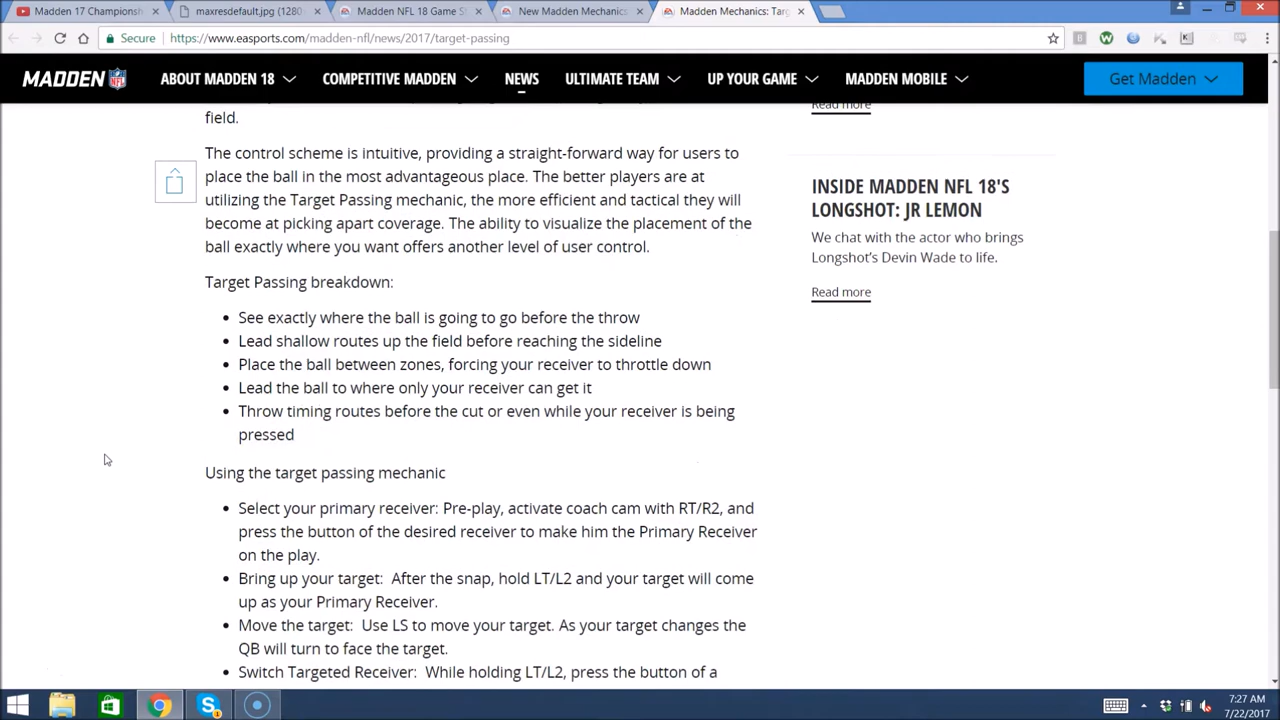 Madden 17 Champions
maxresdefault.jpg (1280
Madden NFL 18 Game S
New Madden Mechanics
Madden Mechanics: Targ
Secure
https://www.easports.com/madden-nfl/news/2017/target-passing
MADDEN NFL
ABOUT MADDEN 18
COMPETITIVE MADDEN
NEWS
ULTIMATE TEAM
UP YOUR GAME
MADDEN MOBILE
Get Madden
field.
The control scheme is intuitive, providing a straight-forward way for users to
place the ball in the most advantageous place. The better players are at
utilizing the Target Passing mechanic, the more efficient and tactical they will
become at picking apart coverage. The ability to visualize the placement of the
ball exactly where you want offers another level of user control.
Target Passing breakdown:
• See exactly where the ball is going to go before the throw
• Lead shallow routes up the field before reaching the sideline
• Place the ball between zones, forcing your receiver to throttle down
• Lead the ball to where only your receiver can get it
• Throw timing routes before the cut or even while your receiver is being
pressed
Using the target passing mechanic
• Select your primary receiver: Pre-play, activate coach cam with RT/R2, and
press the button of the desired receiver to make him the Primary Receiver
on the play.
• Bring up your target: After the snap, hold LT/L2 and your target will come
up as your Primary Receiver.
• Move the target: Use LS to move your target. As your target changes the
QB will turn to face the target.
• Switch Targeted Receiver: While holding LT/L2, press the button of a
Read more
INSIDE MADDEN NFL 18'S
LONGSHOT: JR LEMON
We chat with the actor who brings
Longshot's Devin Wade to life.
Read more
7:27 AM
7/22/2017